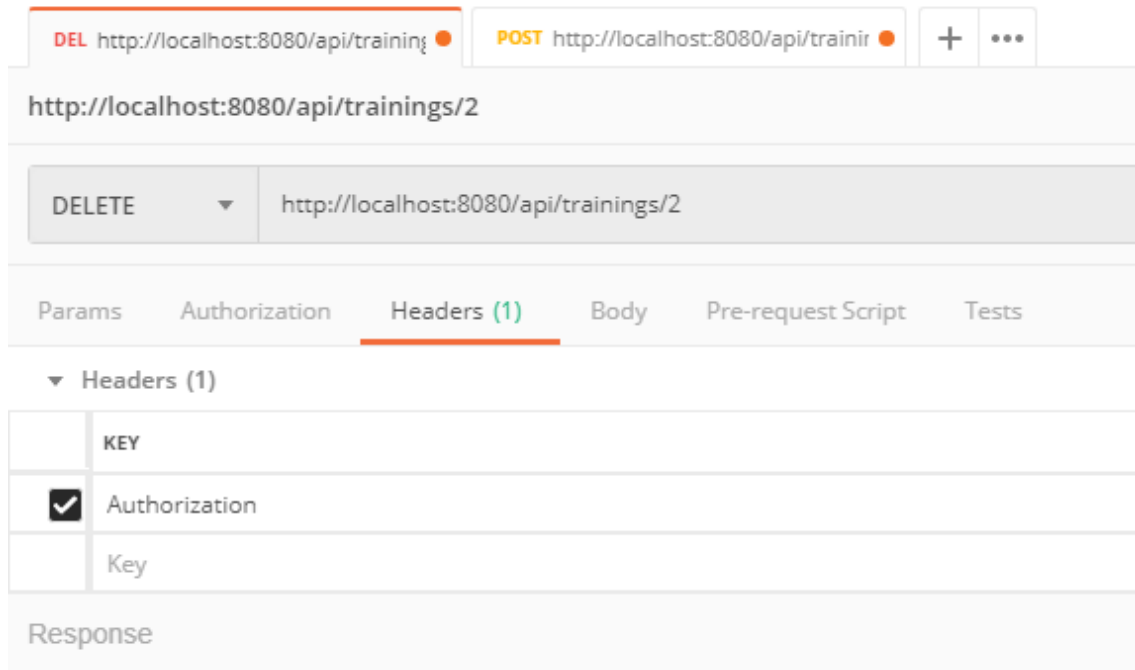 DEL http://localhost:8080/api/training POST http://localhost:8080/api/trainir + •••
http://localhost:8080/api/trainings/2
DELETE http://localhost:8080/api/trainings/2
Params Authorization Headers (1) Body Pre-request Script Tests
Headers (1)
KEY
Authorization
Key
Response